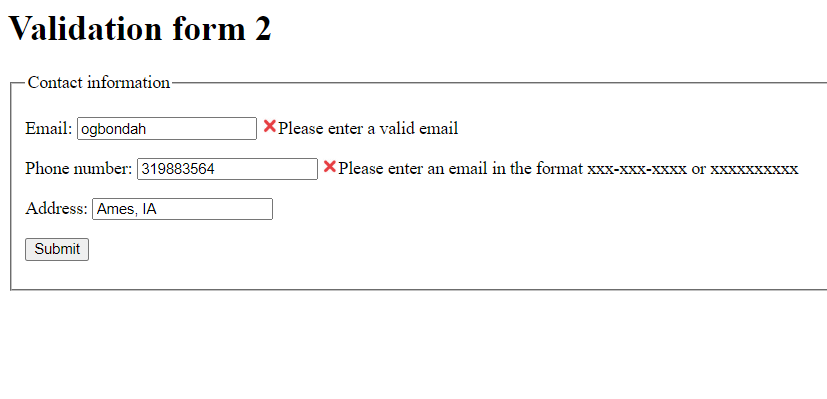 Validation form 2
Contact information
Email: ogbondah ❌Please enter a valid email
Phone number: 319883564 ❌Please enter an email in the format xxx-xxx-xxxx or xxxxxxxxxx
Address: Ames, IA
Submit